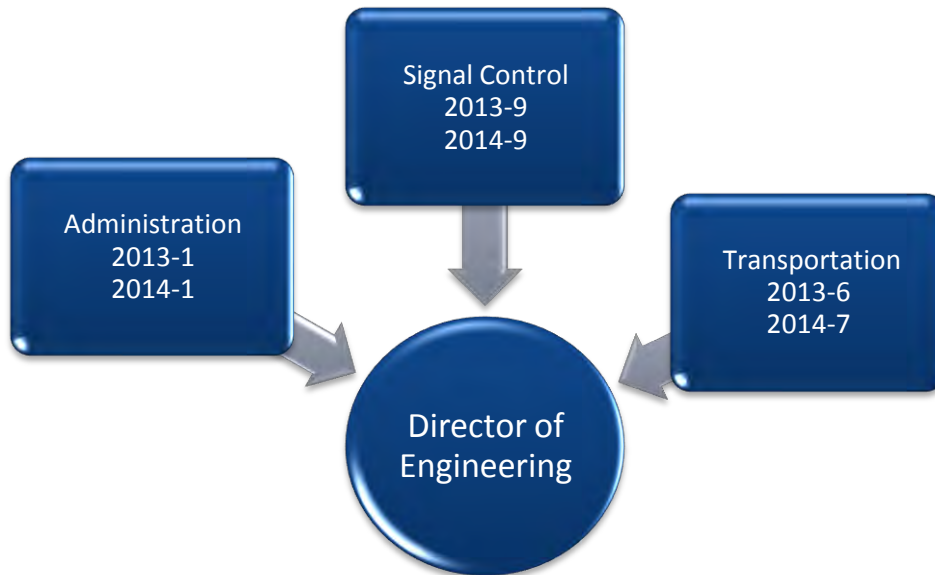 Signal Control
2013-9
2014-9
Administration
2013-1
2014-1
Transportation
2013-6
2014-7
Director of
Engineering